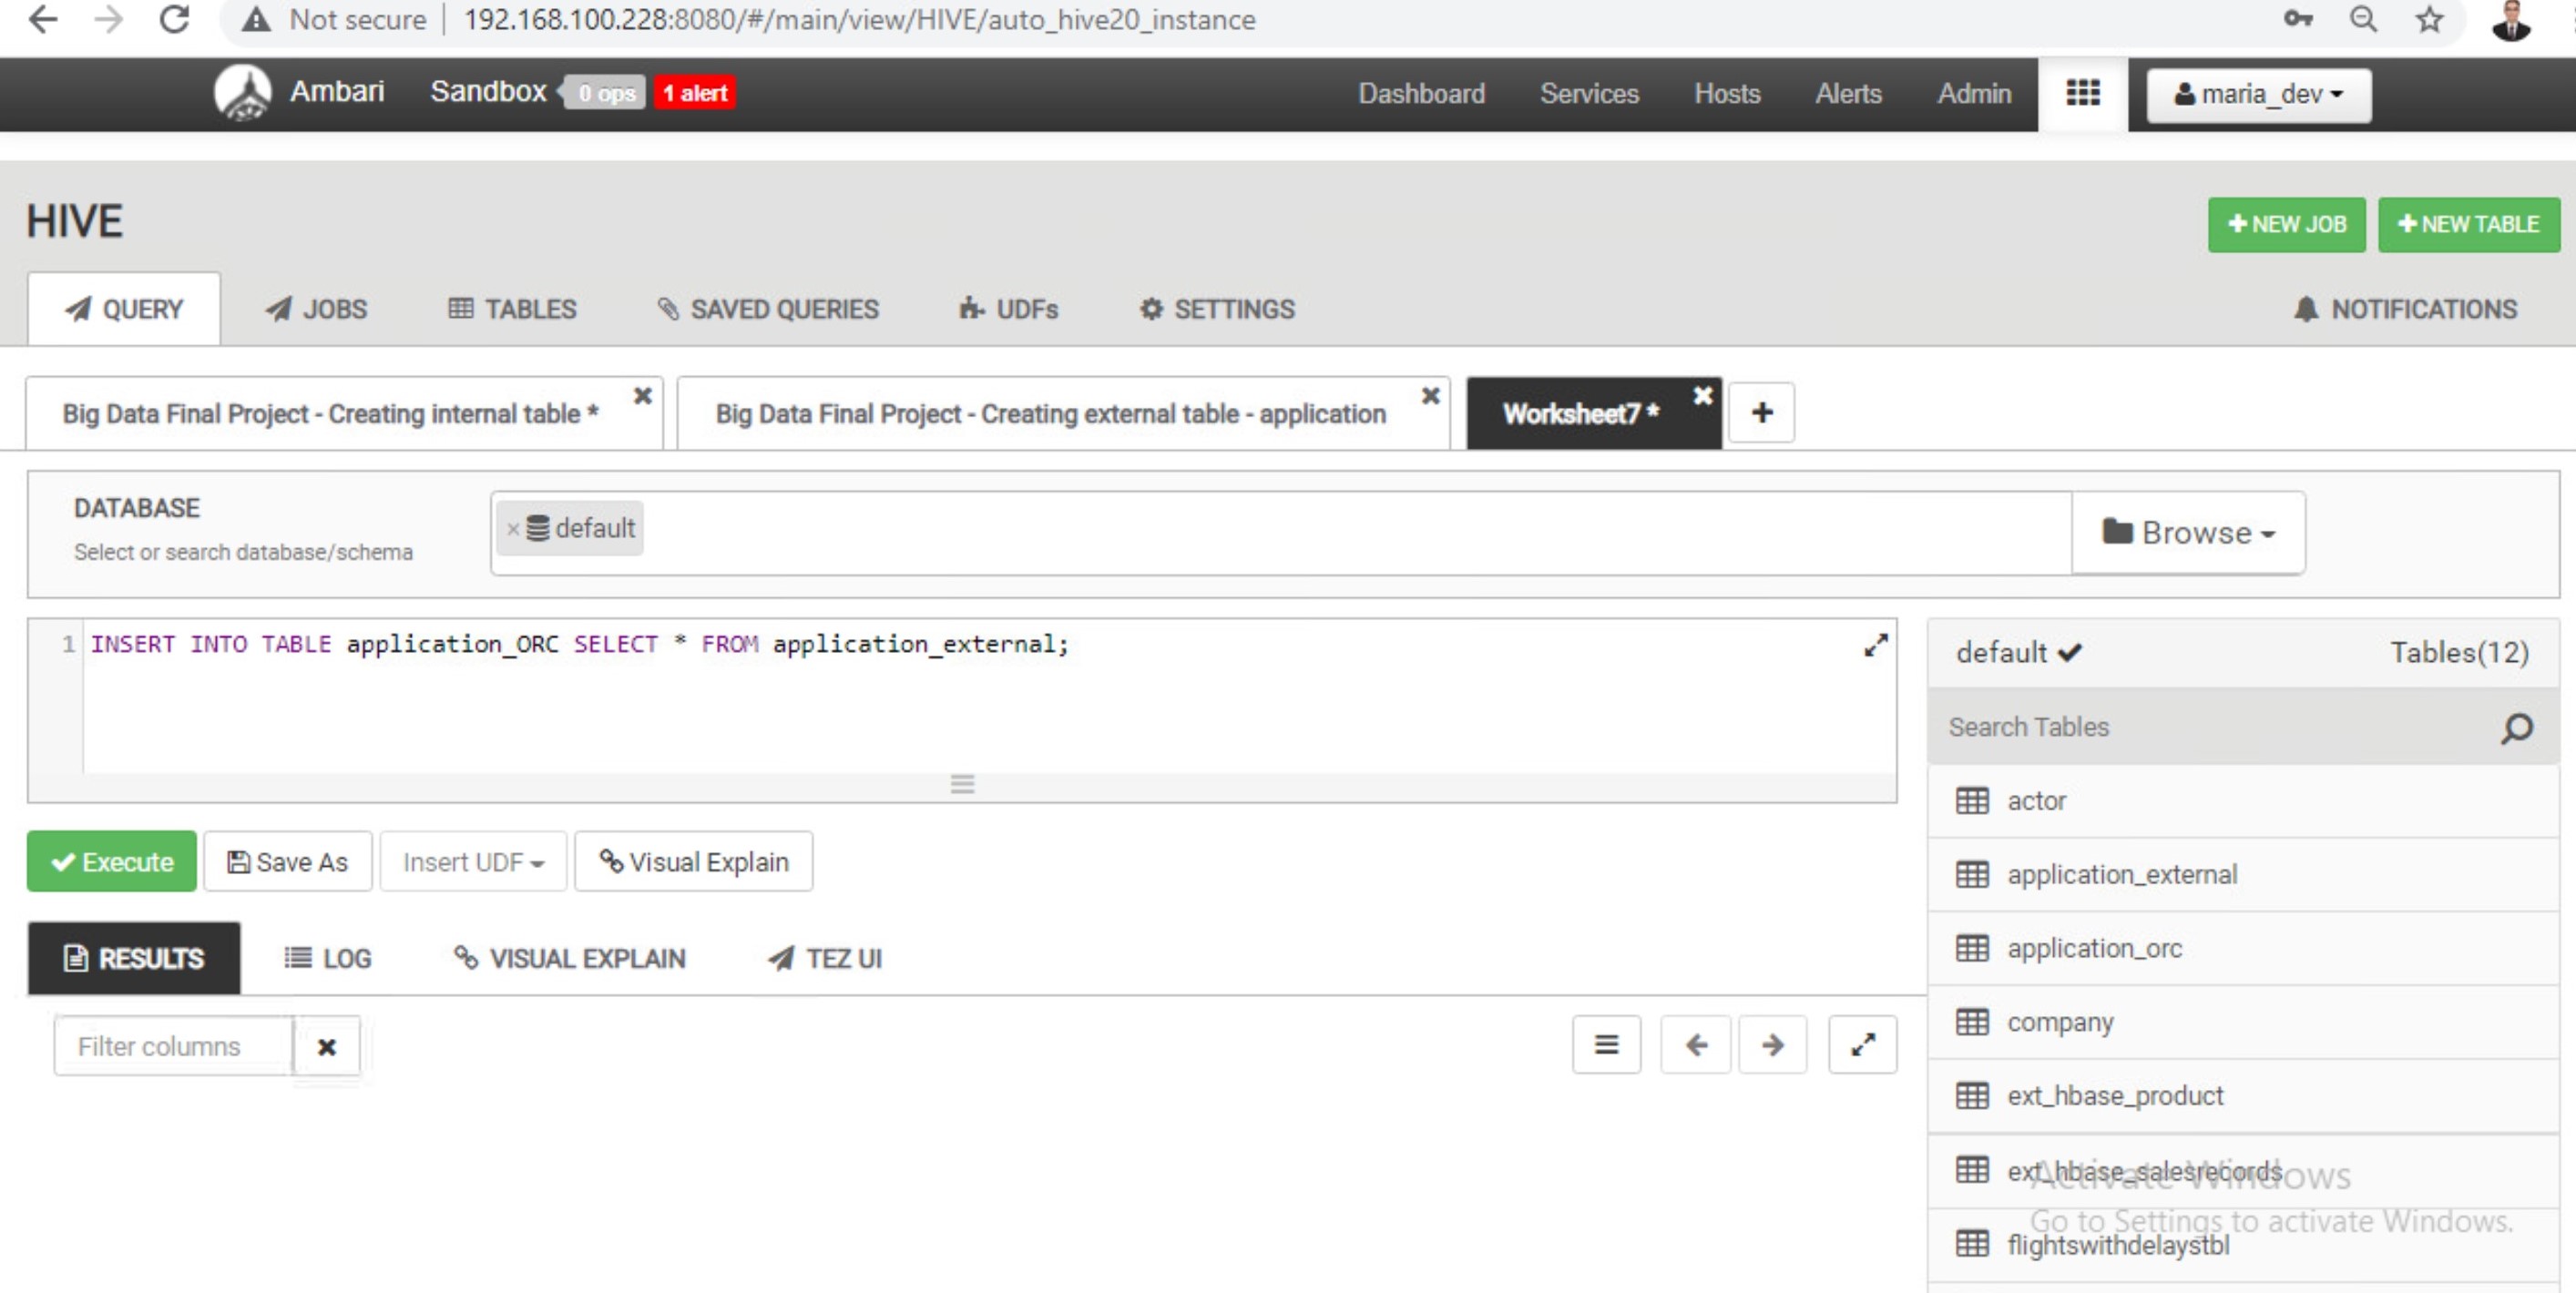 Not secure | 192.168.100.228:8080/#/main/view/HIVE/auto_hive20_instance
Ambari Sandbox 0 ops 1 alert Dashboard Services Hosts Alerts Admin maria_dev
HIVE
NEW JOB NEW TABLE
QUERY JOBS TABLES SAVED QUERIES UDFs SETTINGS NOTIFICATIONS
Big Data Final Project - Creating internal table * Big Data Final Project - Creating external table - application Worksheet7 *
DATABASE
Select or search database/schema
× default
Browse
1 INSERT INTO TABLE application_ORC SELECT * FROM application_external;
default Tables(12)
Search Tables
actor
application_external
application_orc
company
ext_hbase_product
ext_hbase_salesrecords
flightswithdelaystbl
Execute Save As Insert UDF Visual Explain
RESULTS LOG VISUAL EXPLAIN TEZ UI
Filter columns
Activate Windows
Go to Settings to activate Windows.